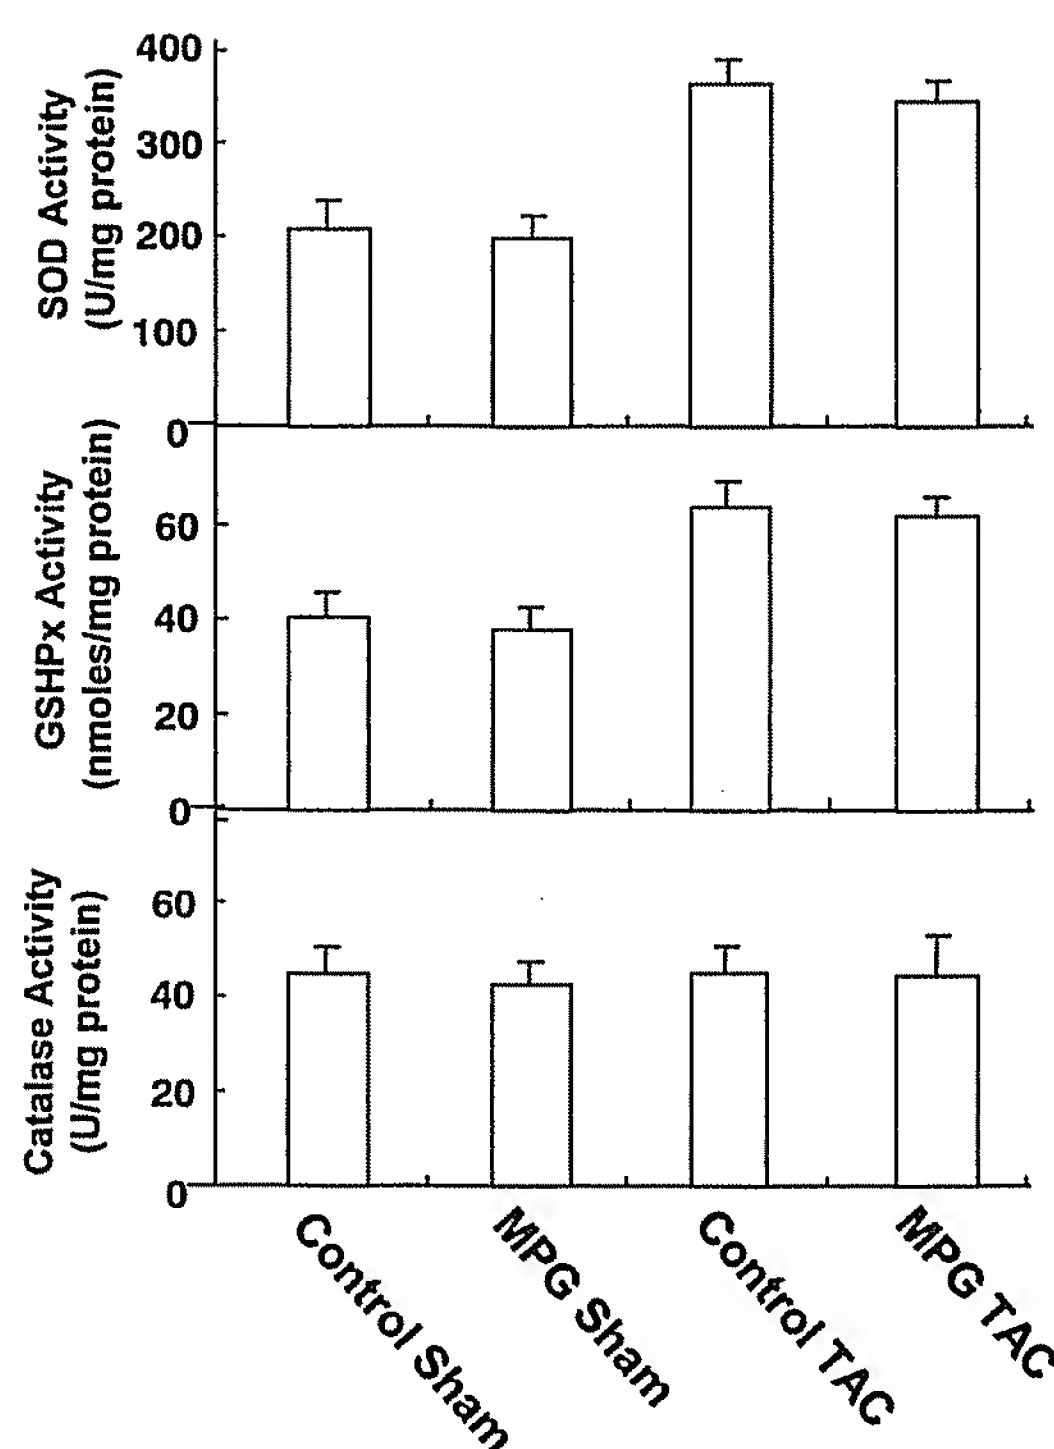 SOD Activity
(U/mg protein)
400
300
200
100
0
GSHPx Activity
(nmoles/mg protein)
60
40
20
0
Catalase Activity
(U/mg protein)
60
40
20
0
Control Sham
MPG Sham
Control TAC
MPG TAC